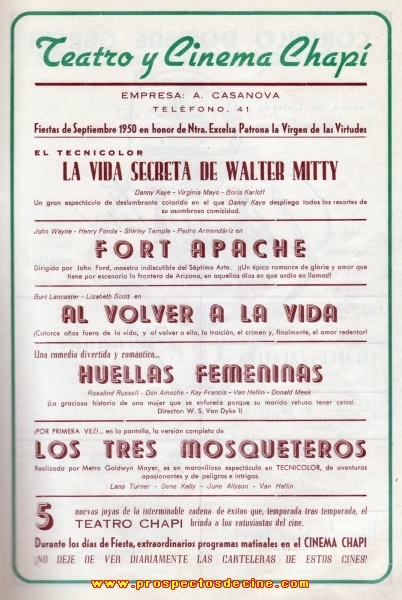 Teatro y Cinema Chapí
EMPRESA: A. CASANOVA
TELÉFONO. 41
Fiestas de Septiembre 1950 en honor de Ntra. Excelsa Patrona la Virgen de las Virtudes
EL TECNICOLOR
LA VIDA SECRETA DE WALTER MITTY
Danny Kaye - Virginia Mayo - Boris Karloff
Un gran espectáculo de deslumbrante colorido en el que Danny Kaye despliega todos los resortes de
su asombrosa comicidad.
John Wayne - Henry Fonda - Shirley Temple - Pedro Armendáriz en
FORT APACHE
Dirigida por John Ford, maestro indiscutible del Séptimo Arte. ¡Un épico romance de gloria y amor que
tiene por escenario la frontera de Arizona, en aquellos días en que ardía en llamas!!
Burt Lancaster - Lizabeth Scott en
AL VOLVER A LA VIDA
¡Catorce años fuera de la vida, y al volver a ella, la traición, el crimen y, finalmente, el amor redentor!
Una comedia divertida y romántica...
HUELLAS FEMENINAS
Rosalind Russell - Don Ameche - Kay Francis - Van Heflin - Donald Meek
¡La graciosa historia de una mujer que se enfurece porque su marido rehusa tener celos!
Director: W. S. Van Dyke II
¡POR PRIMERA VEZ!.. en la pantalla, la versión completa de
LOS TRES MOSQUETEROS
Realizada por Metro Goldwyn Mayer, es un maravilloso espectáculo en TECNICOLOR, de aventuras
apasionantes y de peligros e intrigas.
Lana Turner - Gene Kelly - June Allyson - Van Heflin
5 nuevas joyas de la interminable cadena de éxitos que, temporada tras temporada, el
TEATRO CHAPI brinda a los entusiastas del cine.
Durante los días de Fiesta, extraordinarios programas matinales en el CINEMA CHAPI
¡NO DEJE DE VER DIARIAMENTE LAS CARTELERAS DE ESTOS CINES!
www.prospectosdecine.com